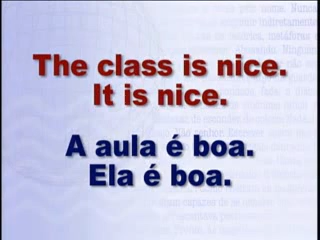 The class is nice.
It is nice.
A aula é boa.
Ela é boa.